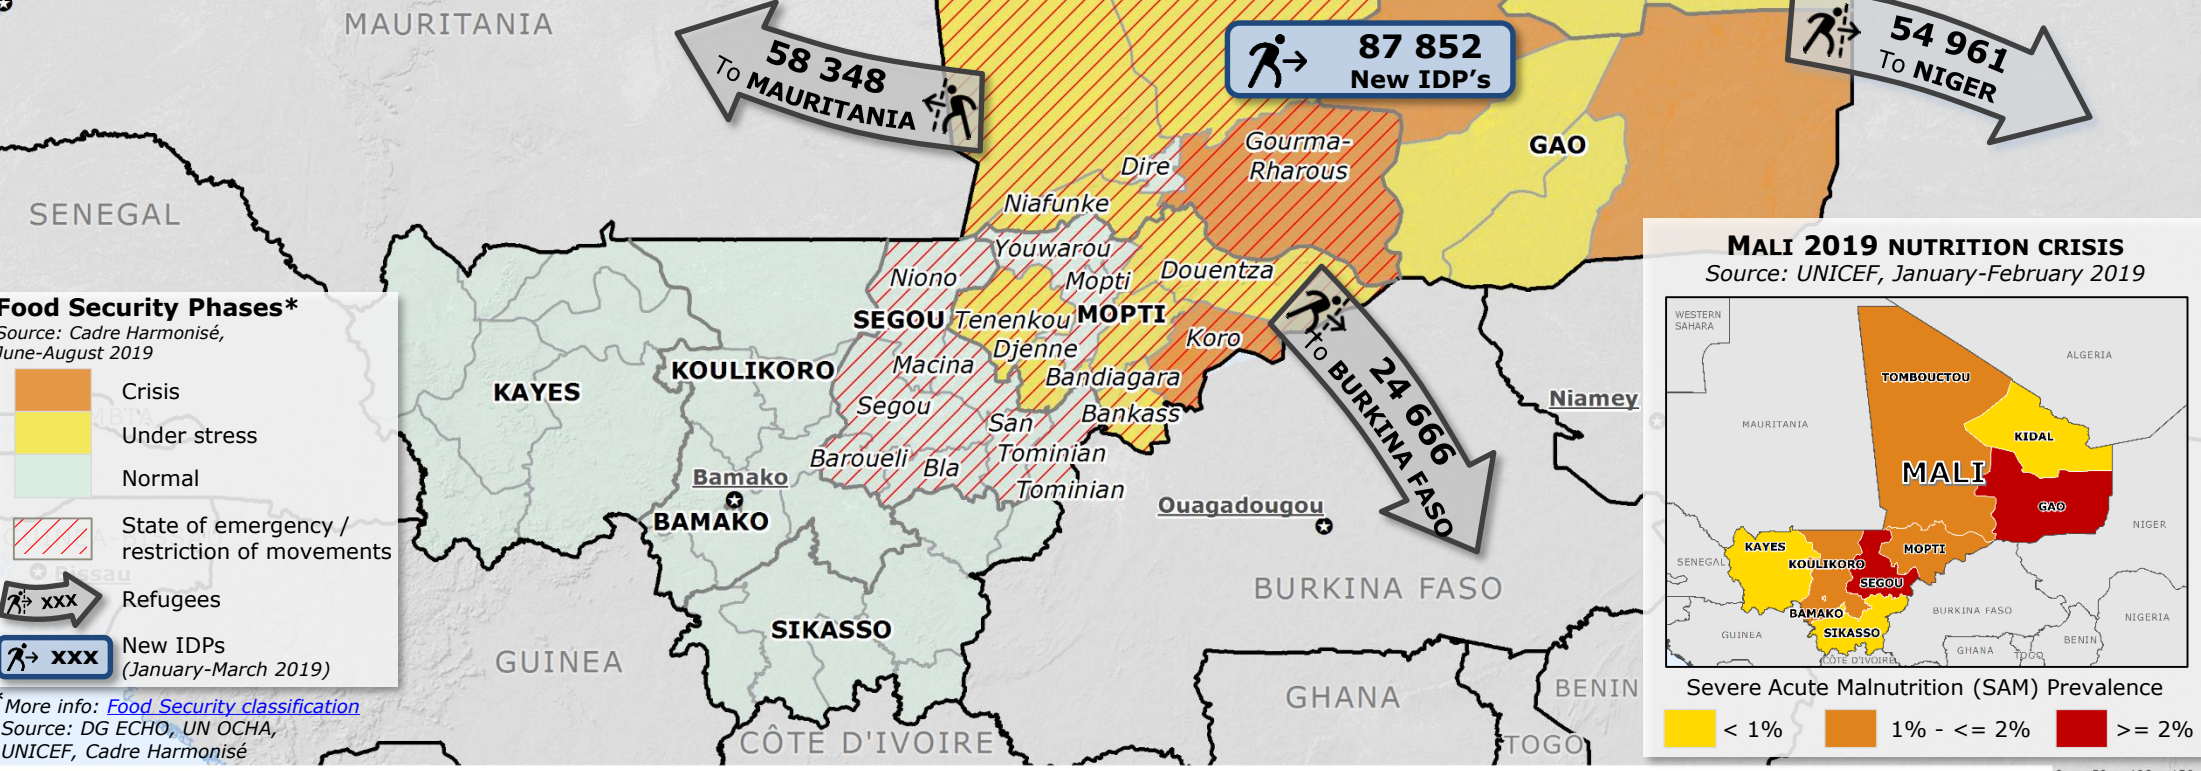 MAURITANIA
58 348
To MAURITANIA
87 852
New IDP's
54 961
To NIGER
SENEGAL
Dire
Gourma-
Rharous
GAO
Niafunke
Youwarou
Niono
Mopti
Douentza
SEGOU
Tenenkou
MOPTI
Koro
Djenne
Macina
KOULIKORO
Bandiagara
KAYES
Segou
San
Bankass
Baroueli
Bla
Tominian
Tominian
Bamako
BAMAKO
SIKASSO
24 666
To BURKINA FASO
Niamey
Ouagadougou
BURKINA FASO
GUINEA
GHANA
BENIN
TOGO
CÔTE D'IVOIRE
Food Security Phases*
Source: Cadre Harmonisé,
June-August 2019
Crisis
Under stress
Normal
State of emergency /
restriction of movements
Bissau
xxx
Refugees
xxx
New IDPs
(January-March 2019)
*More info: Food Security classification
Source: DG ECHO, UN OCHA,
UNICEF, Cadre Harmonisé
MALI 2019 NUTRITION CRISIS
Source: UNICEF, January-February 2019
WESTERN
SAHARA
ALGERIA
TOMBOUCTOU
MAURITANIA
KIDAL
MALI
GAO
NIGER
KAYES
MOPTI
SENEGAL
KOULIKORO
SEGOU
BAMAKO
BURKINA FASO
NIGERIA
GUINEA
SIKASSO
BENIN
GHANA
TOGO
CÔTE D'IVOIRE
Severe Acute Malnutrition (SAM) Prevalence
< 1%
1% - <= 2%
>= 2%